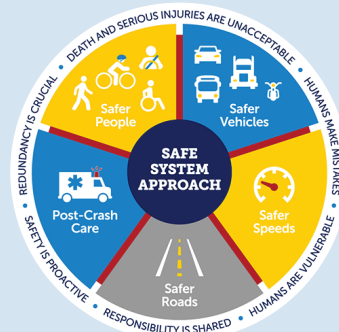 DEATH AND SERIOUS INJURIES ARE UNACCEPTABLE
HUMANS MAKE MISTAKES
HUMANS ARE VULNERABLE
RESPONSIBILITY IS SHARED
SAFETY IS PROACTIVE
REDUNDANCY IS CRUCIAL
Safer
People
Safer
Vehicles
SAFE
SYSTEM
APPROACH
Post-Crash
Care
Safer
Speeds
Safer
Roads